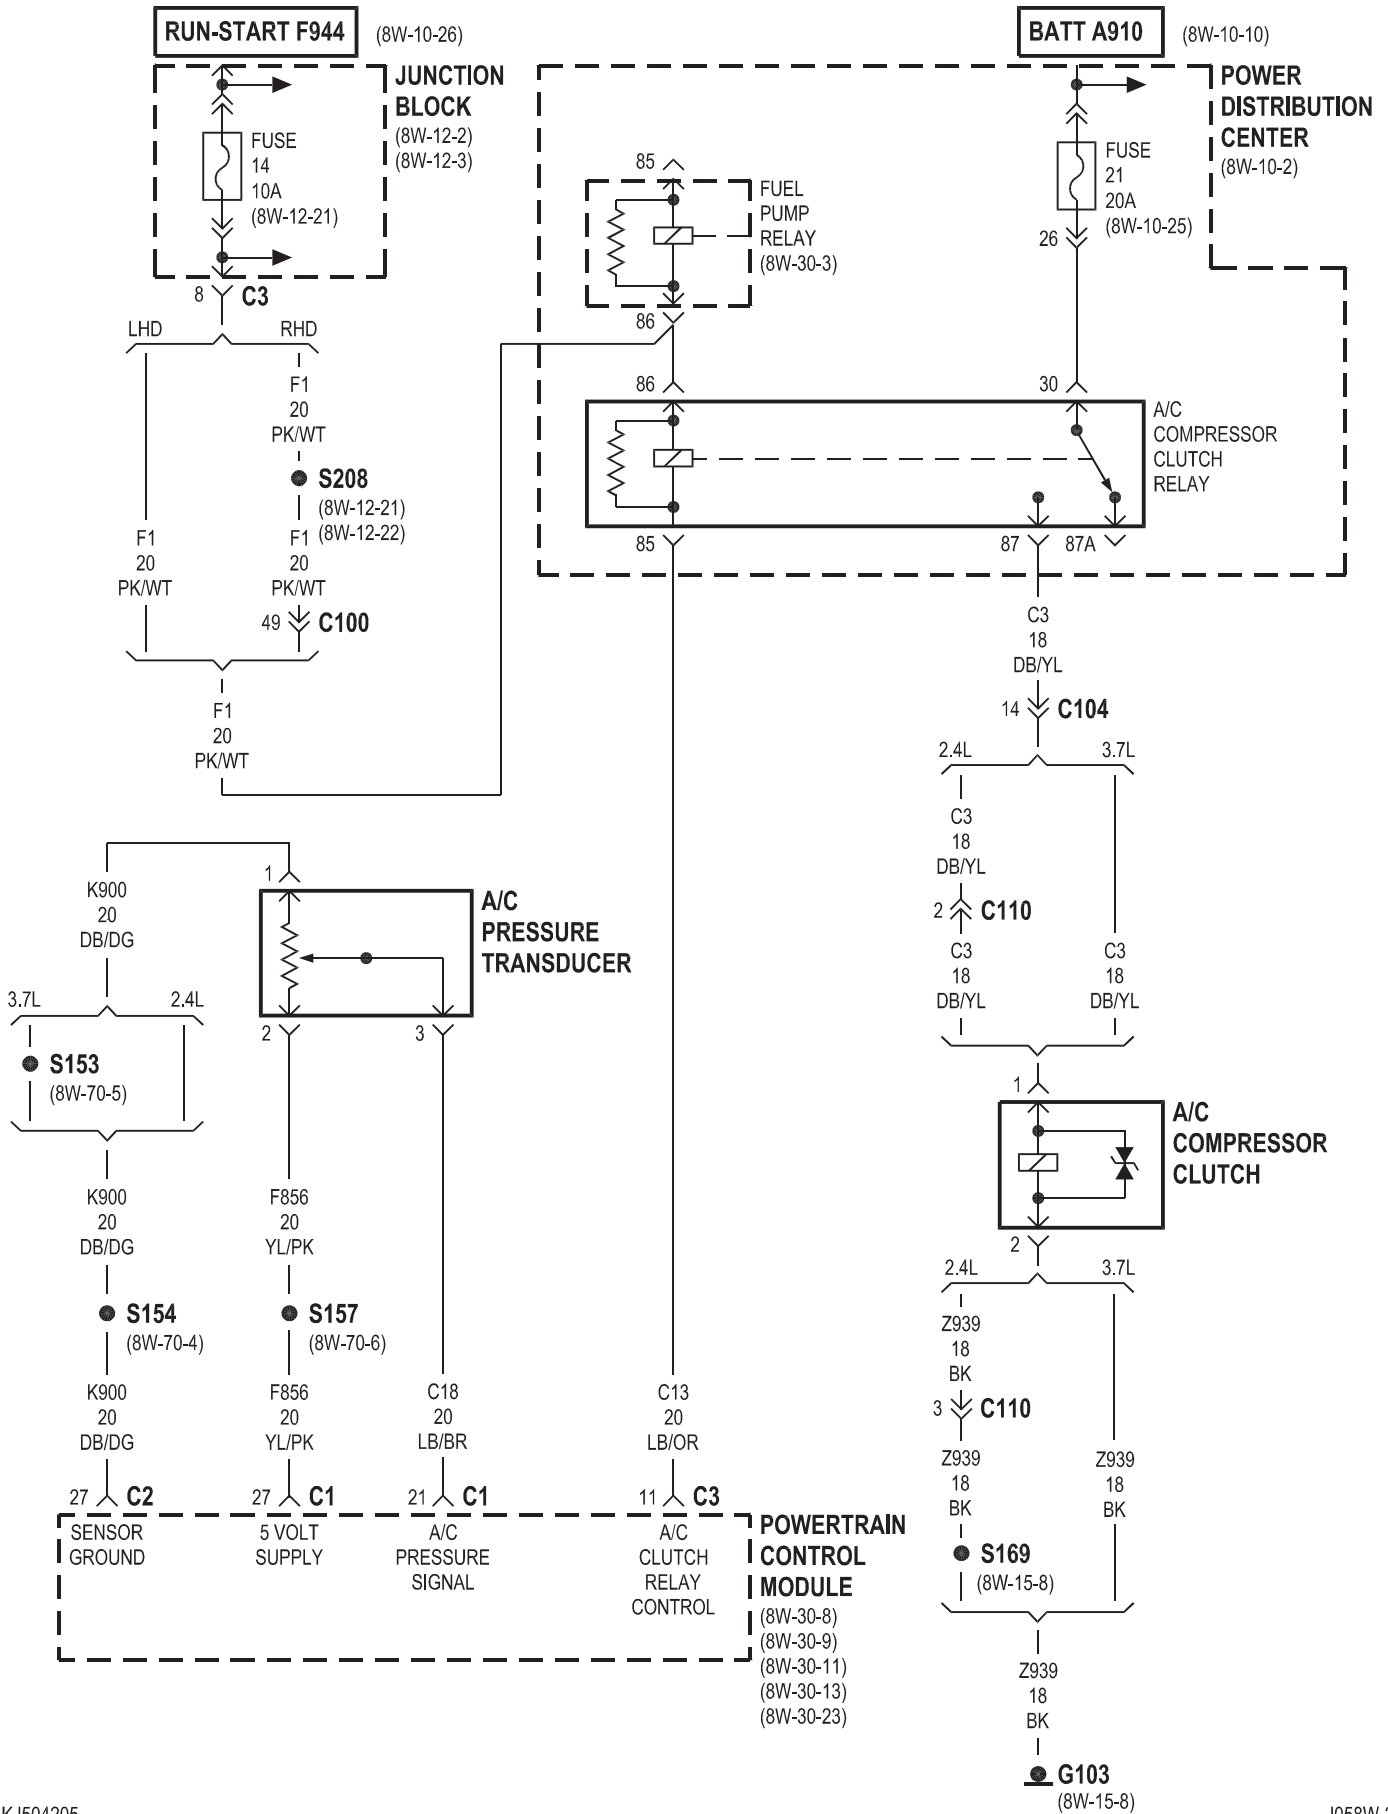 RUN-START F944
(8W-10-26)
BATT A910
(8W-10-10)
JUNCTION
BLOCK
(8W-12-2)
(8W-12-3)
FUSE
14
10A
(8W-12-21)
8
C3
POWER
DISTRIBUTION
CENTER
(8W-10-2)
FUSE
21
20A
(8W-10-25)
26
85
FUEL
PUMP
RELAY
(8W-30-3)
86
86
30
A/C
COMPRESSOR
CLUTCH
RELAY
85
87
87A
LHD
RHD
F1
20
PK/WT
S208
(8W-12-21)
(8W-12-22)
F1
20
PK/WT
F1
20
PK/WT
49
C100
F1
20
PK/WT
C3
18
DB/YL
14
C104
2.4L
3.7L
C3
18
DB/YL
2
C110
C3
18
DB/YL
C3
18
DB/YL
1
A/C
COMPRESSOR
CLUTCH
2
2.4L
3.7L
Z939
18
BK
3
C110
Z939
18
BK
Z939
18
BK
S169
(8W-15-8)
Z939
18
BK
G103
(8W-15-8)
1
A/C
PRESSURE
TRANSDUCER
2
3
K900
20
DB/DG
3.7L
2.4L
S153
(8W-70-5)
K900
20
DB/DG
F856
20
YL/PK
S154
(8W-70-4)
S157
(8W-70-6)
K900
20
DB/DG
F856
20
YL/PK
C18
20
LB/BR
C13
20
LB/OR
27
C2
27
C1
21
C1
11
C3
SENSOR
GROUND
5 VOLT
SUPPLY
A/C
PRESSURE
SIGNAL
A/C
CLUTCH
RELAY
CONTROL
POWERTRAIN
CONTROL
MODULE
(8W-30-8)
(8W-30-9)
(8W-30-11)
(8W-30-13)
(8W-30-23)